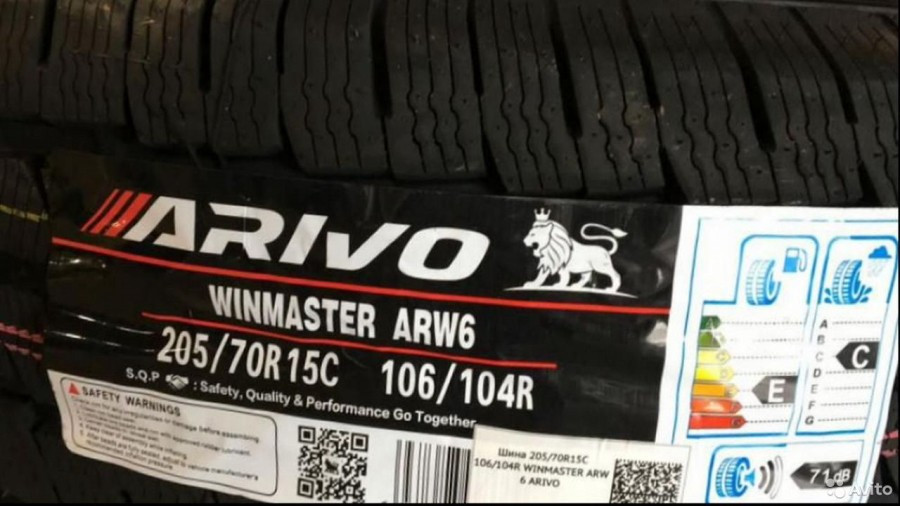 ARIVO
WINMASTER ARW6
205/70R15C 106/104R
S.Q.P : Safety, Quality & Performance Go Together
SAFETY WARNINGS
Шина 205/70R15C
106/104R WINMASTER ARW
6 ARIVO
A
B
C
D
E
F
G
E
C
71dB
Avito